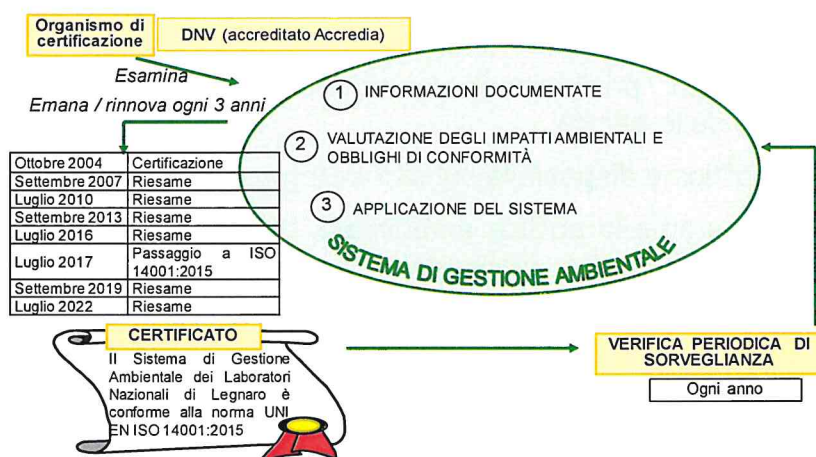 Organismo di
certificazione
DNV (accreditato Accredia)
Esamina
Emana / rinnova ogni 3 anni
1 INFORMAZIONI DOCUMENTATE
2 VALUTAZIONE DEGLI IMPATTI AMBIENTALI E
OBBLIGHI DI CONFORMITÀ
3 APPLICAZIONE DEL SISTEMA
SISTEMA DI GESTIONE AMBIENTALE
Ottobre 2004 Certificazione
Settembre 2007 Riesame
Luglio 2010 Riesame
Settembre 2013 Riesame
Luglio 2016 Riesame
Luglio 2017 Passaggio a ISO
14001:2015
Settembre 2019 Riesame
Luglio 2022 Riesame
CERTIFICATO
Il Sistema di Gestione
Ambientale dei Laboratori
Nazionali di Legnaro è
conforme alla norma UNI
EN ISO 14001:2015
VERIFICA PERIODICA DI
SORVEGLIANZA
Ogni anno